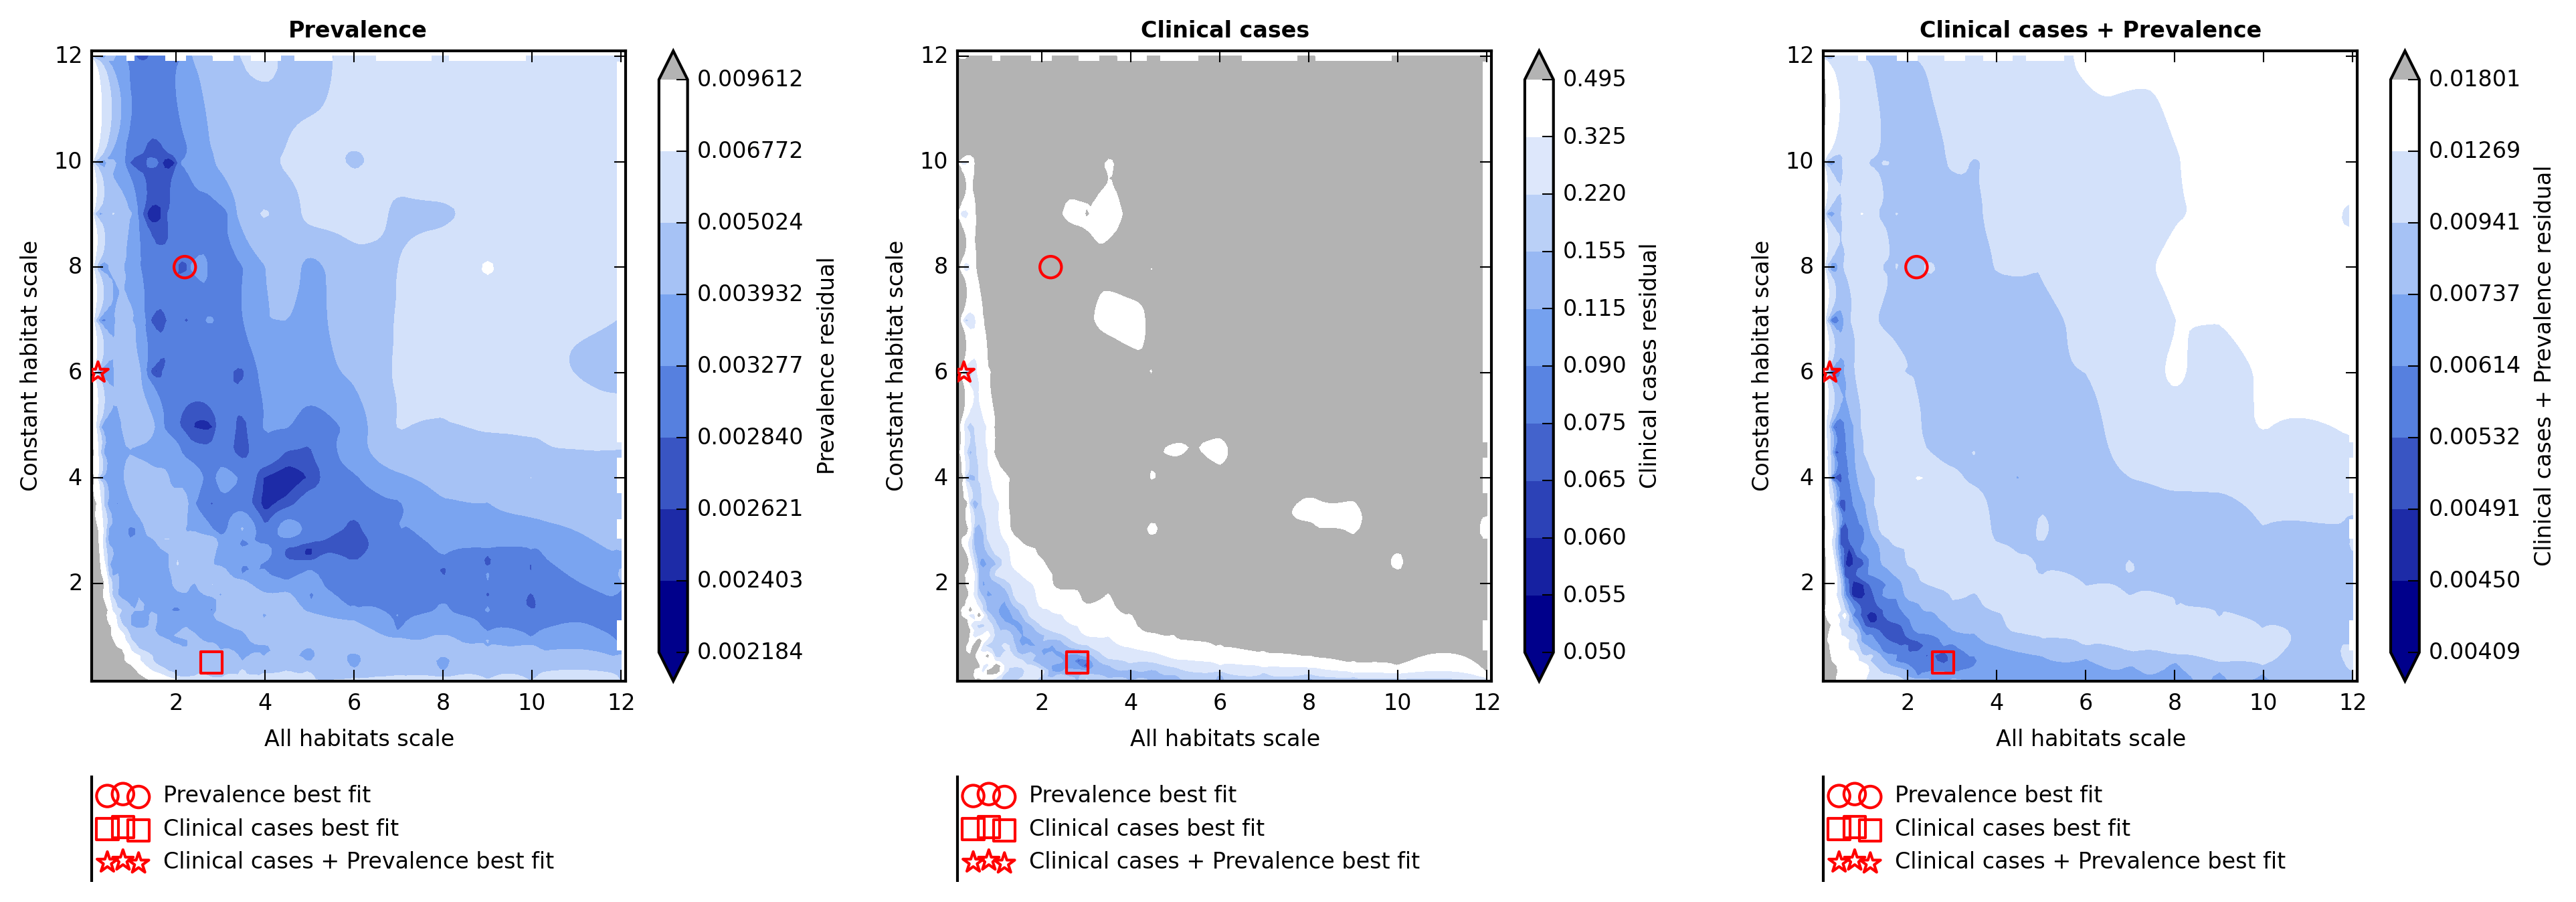 Prevalence
Clinical cases
Clinical cases + Prevalence
12
10
8
6
4
2
2 4 6 8 10 12
Constant habitat scale
All habitats scale
0.009612
0.006772
0.005024
0.003932
0.003277
0.002840
0.002621
0.002403
0.002184
Prevalence residual
12
10
8
6
4
2
2 4 6 8 10 12
Constant habitat scale
All habitats scale
0.495
0.325
0.220
0.155
0.115
0.090
0.075
0.065
0.060
0.055
0.050
Clinical cases residual
12
10
8
6
4
2
2 4 6 8 10 12
Constant habitat scale
All habitats scale
0.01801
0.01269
0.00941
0.00737
0.00614
0.00532
0.00491
0.00450
0.00409
Clinical cases + Prevalence residual
Prevalence best fit
Clinical cases best fit
Clinical cases + Prevalence best fit
Prevalence best fit
Clinical cases best fit
Clinical cases + Prevalence best fit
Prevalence best fit
Clinical cases best fit
Clinical cases + Prevalence best fit